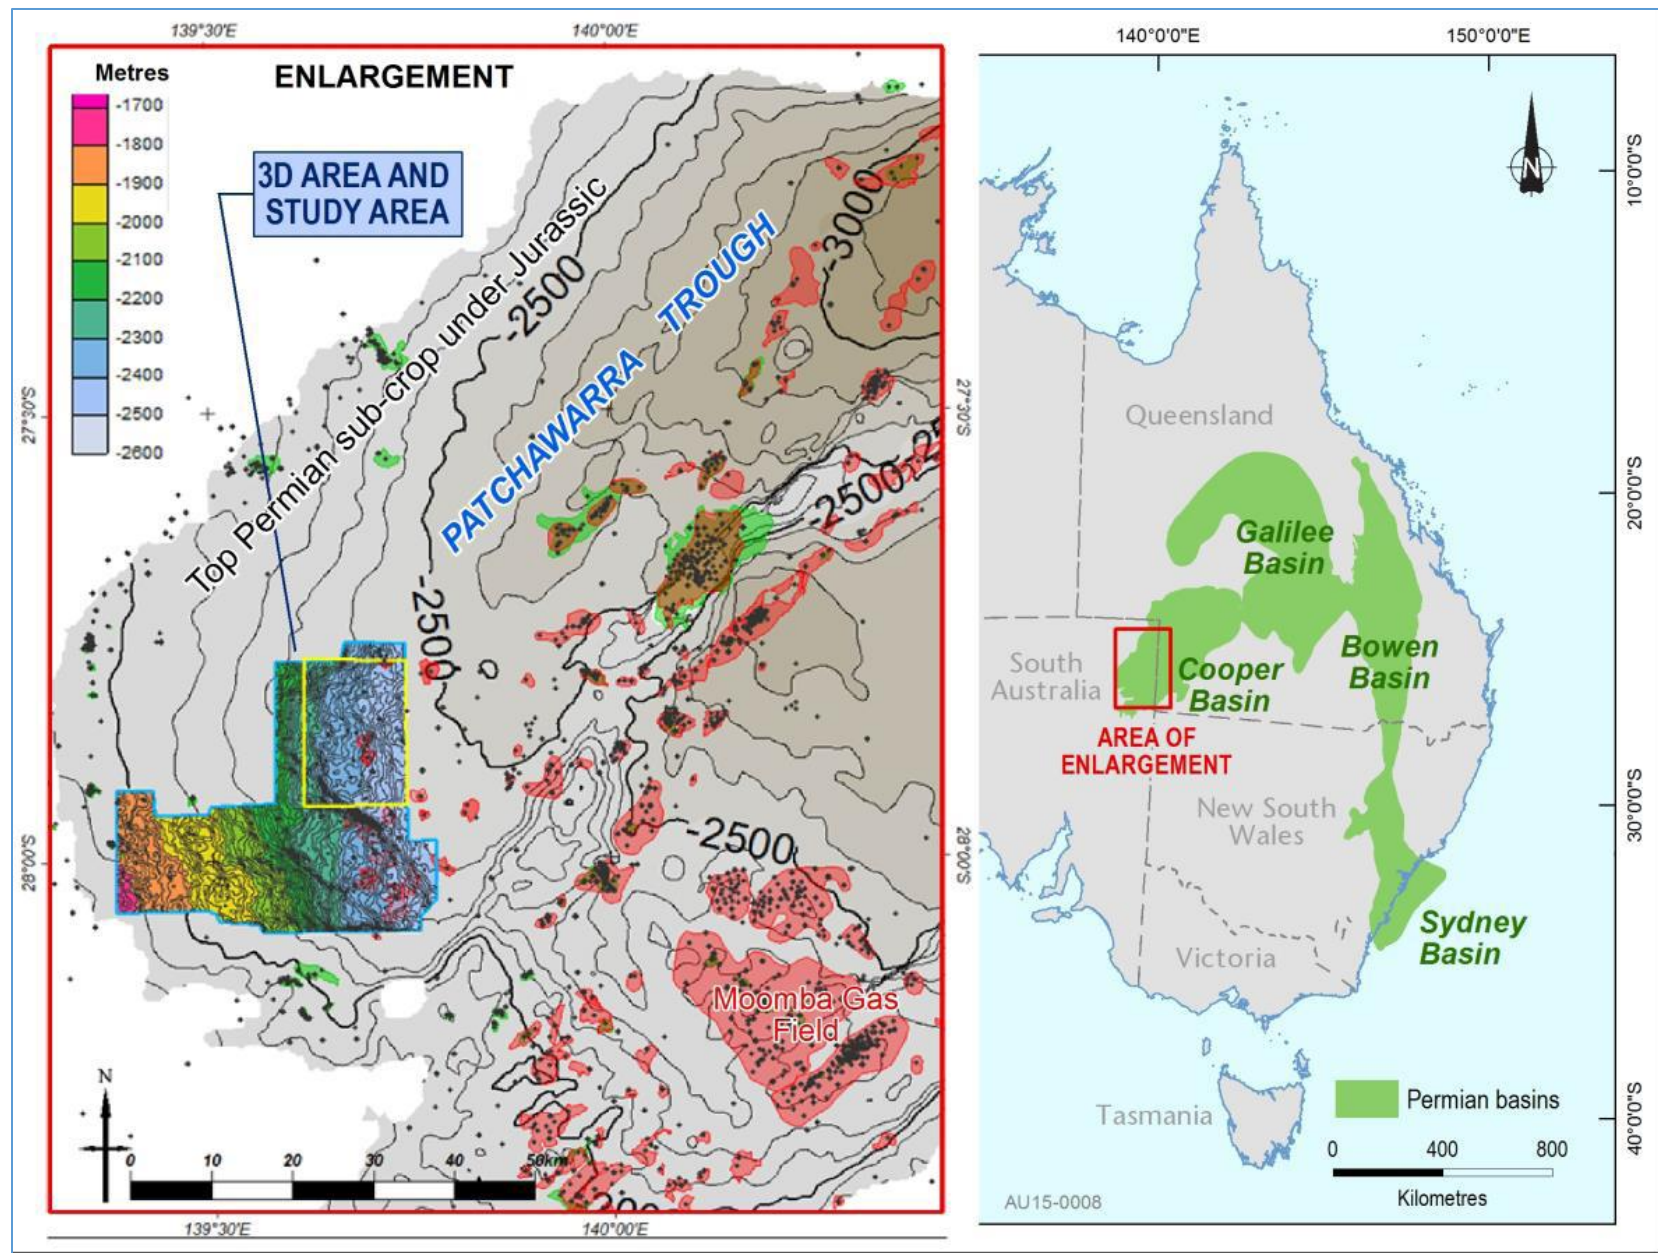 139°30'E
140°00'E
Metres
ENLARGEMENT
-1700
-1800
-1900
-2000
-2100
-2200
-2300
-2400
-2500
-2600
3D AREA AND
STUDY AREA
Top Permian sub-crop under Jurassic
PATCHAWARRA TROUGH
-2500
-3000
-2500
-2500
-2500
27°30'S
27°30'S
28°00'S
28°00'S
Moomba Gas
Field
N
0
10
20
30
40
50km
139°30'E
140°00'E
140°0'0"E
150°0'0"E
N
10°0'0"S
20°0'0"S
30°0'0"S
40°0'0"S
Queensland
Galilee
Basin
Bowen
Basin
South
Australia
Cooper
Basin
AREA OF
ENLARGEMENT
New South
Wales
Sydney
Basin
Victoria
Tasmania
Permian basins
0
400
800
Kilometres
AU15-0008